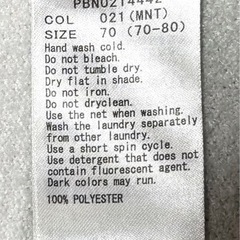 PBN0214442
COL 021(MNT)
SIZE 70 (70-80)
Hand wash cold.
Do not bleach.
Do not tumble dry.
Dry flat in shade.
Do not iron.
Do not dryclean.
Use the net when washing.
Wash the laundry separately
from other laundry.
Use a short spin cycle.
Use detergent that does not
contain fluorescent agent.
Dark colors may run.
100% POLYESTER